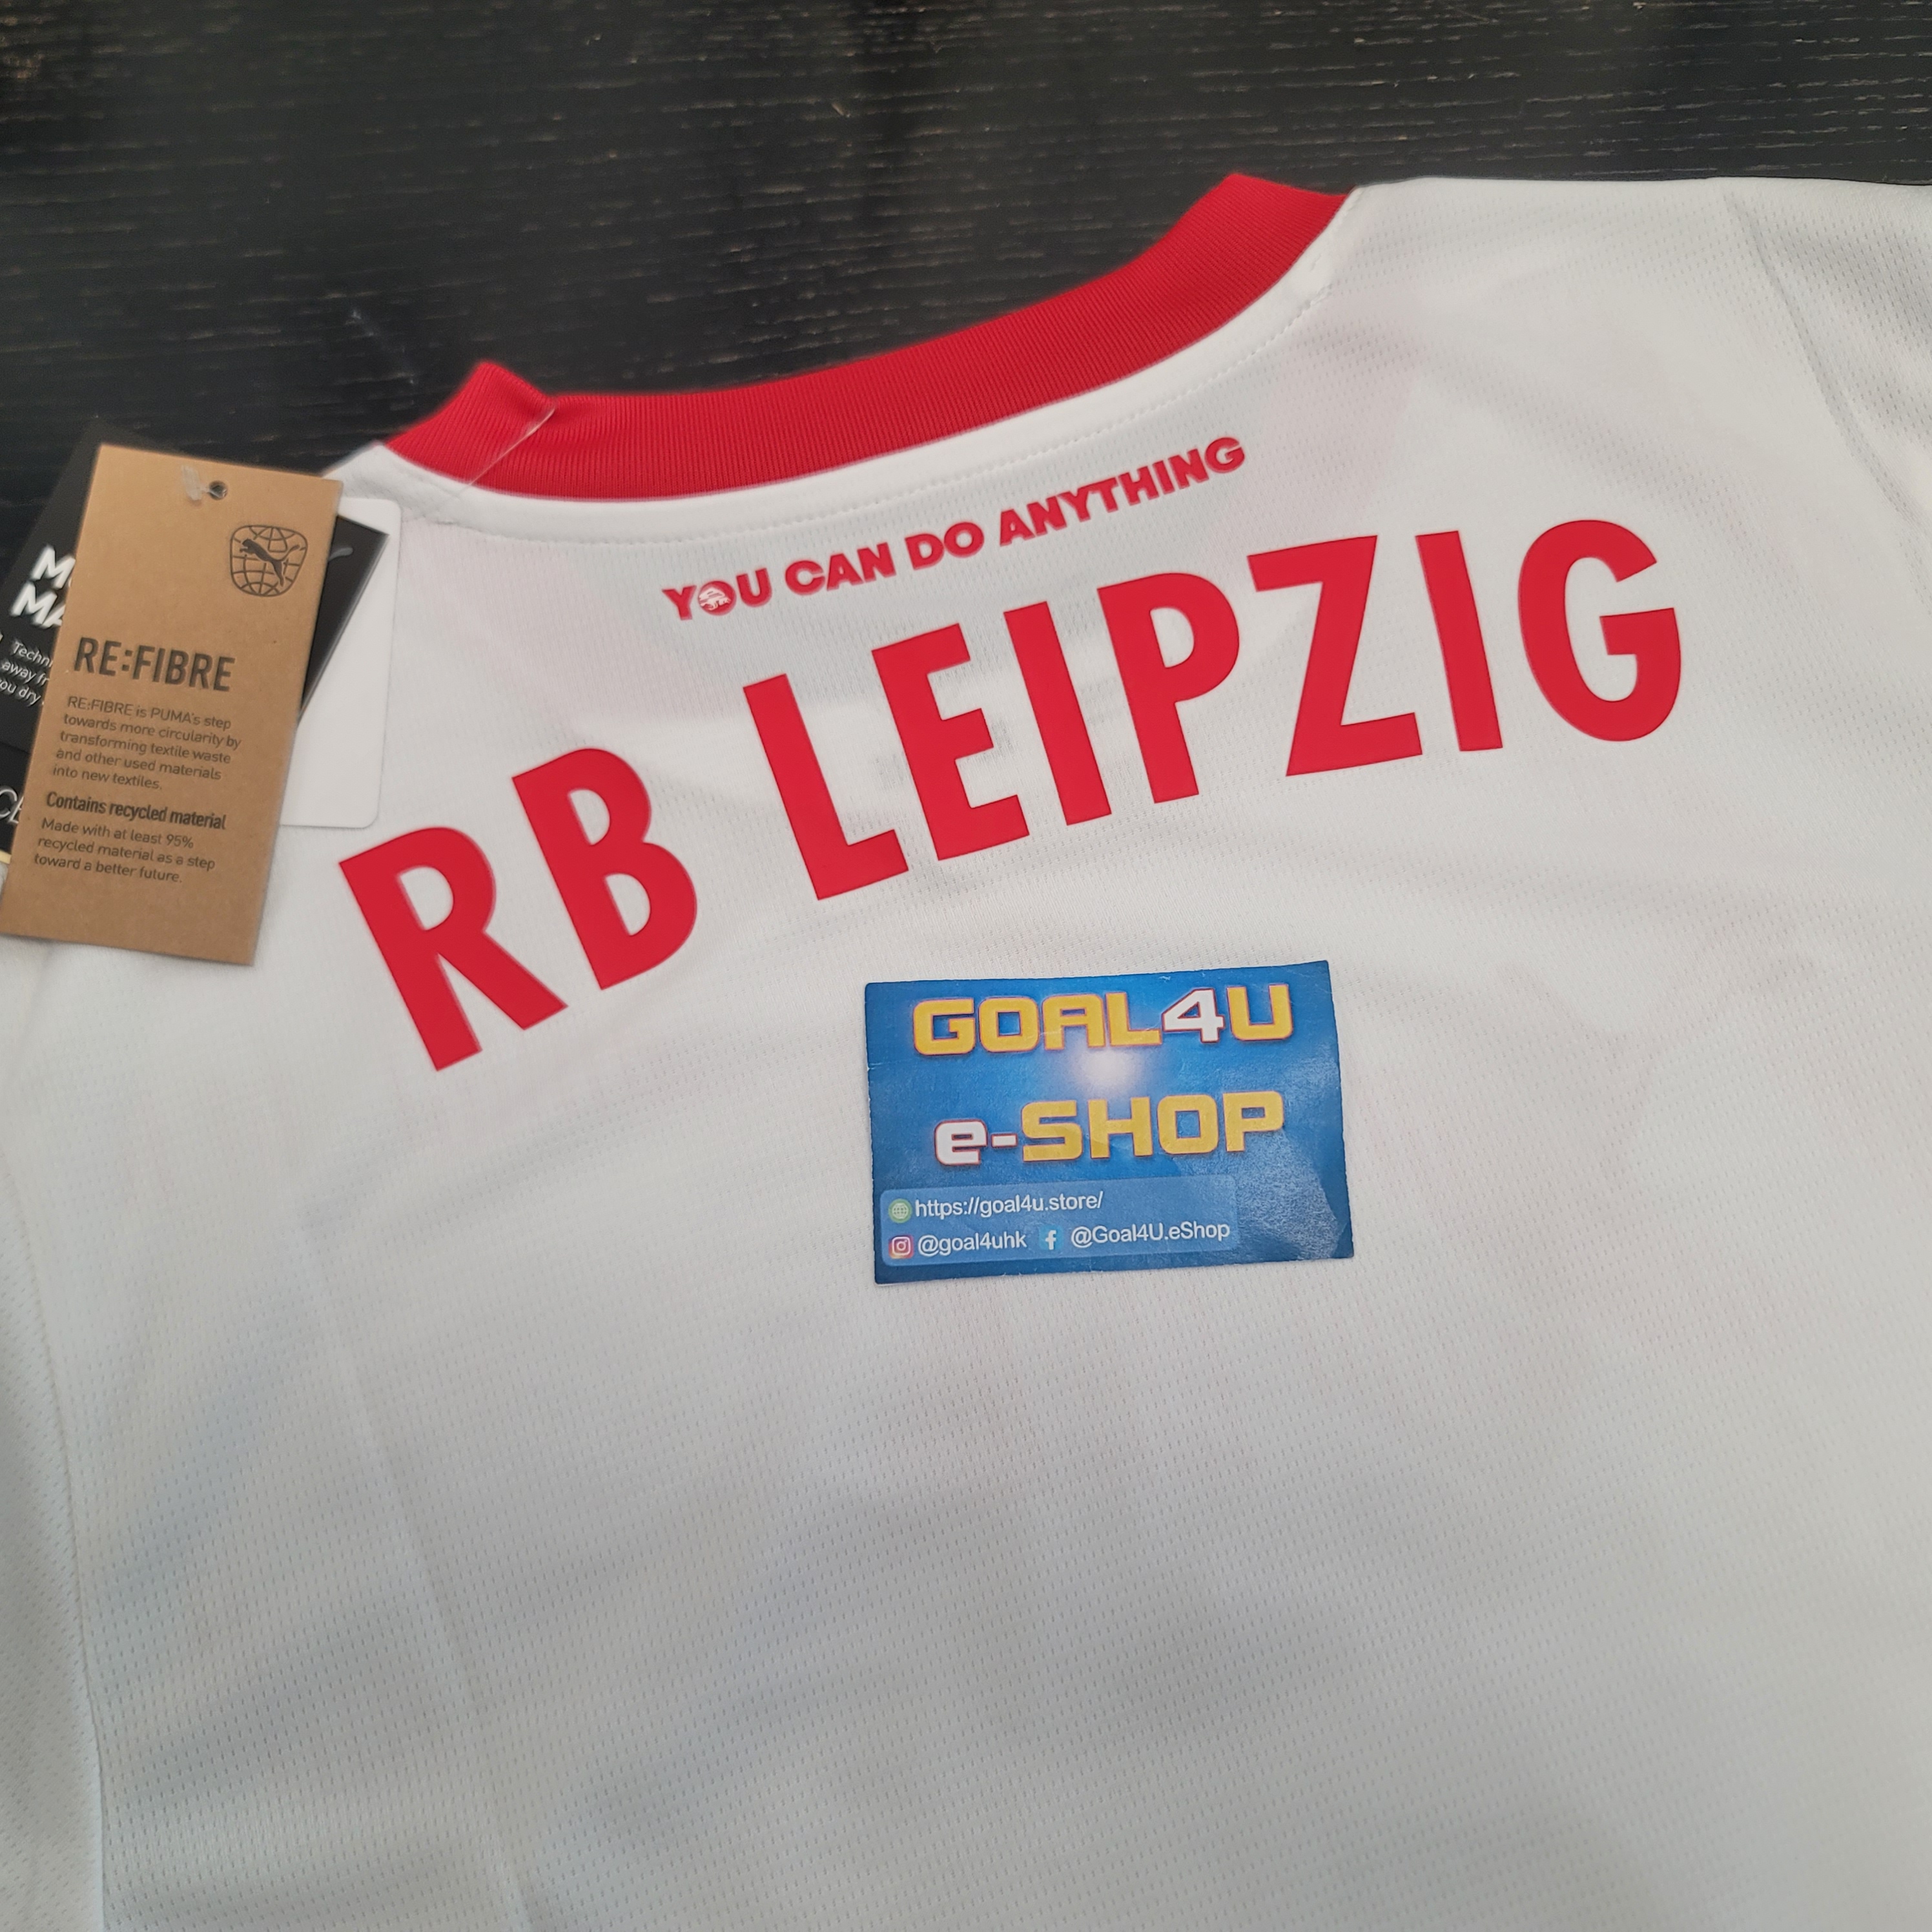 YOU CAN DO ANYTHING
RB LEIPZIG
RE:FIBRE
RE:FIBRE is PUMA's step
towards more circularity by
transforming textile waste
and other used materials
into new textiles.
Contains recycled material
Made with at least 95%
recycled material as a step
toward a better future.
GOAL4U
e-SHOP
https://goal4u.store/
@goal4uhk @Goal4U.eShop